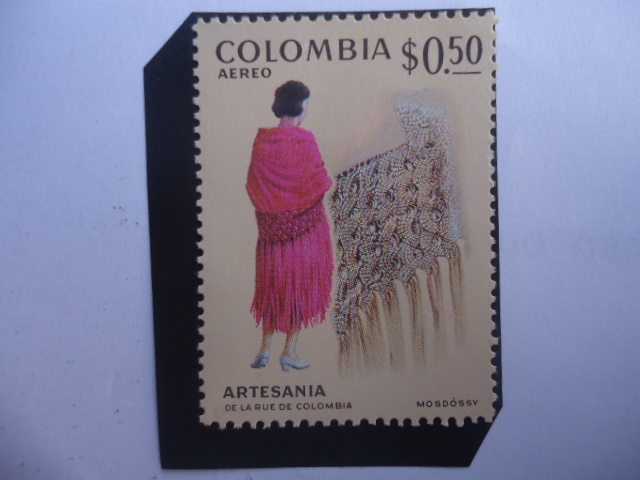 COLOMBIA $0.50
AEREO
ARTESANIA
DE LA RUE DE COLOMBIA MOSDÓSSY